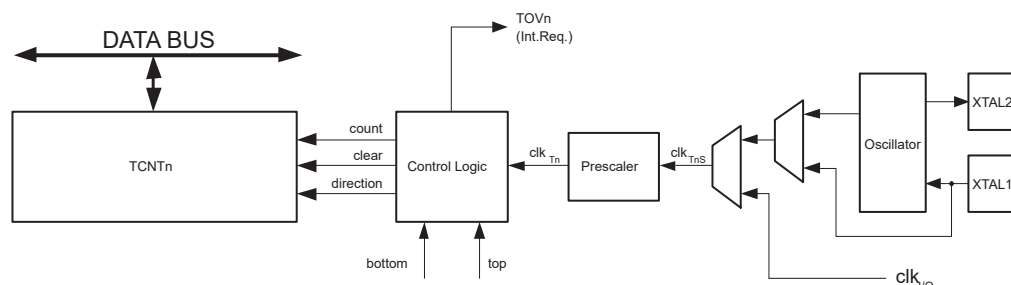 DATA BUS
TOVn
(Int.Req.)
TCNTn
count
clear
direction
Control Logic
bottom
top
clk Tn
Prescaler
clk TnS
Oscillator
XTAL2
XTAL1
clk I/O